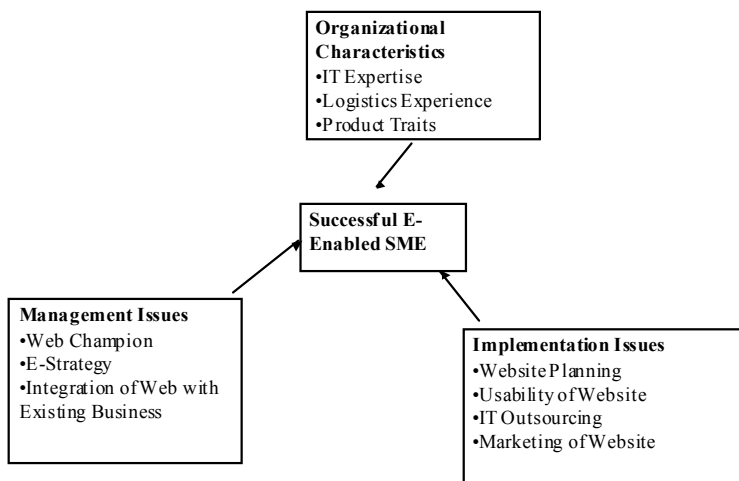 Organizational
Characteristics
•IT Expertise
•Logistics Experience
•Product Traits
Successful E-
Enabled SME
Management Issues
•Web Champion
•E-Strategy
•Integration of Web with
Existing Business
Implementation Issues
•Website Planning
•Usability of Website
•IT Outsourcing
•Marketing of Website